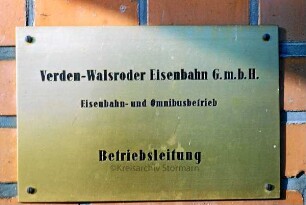 Verden-Walsroder Eisenbahn G.m.b.H.
Eisenbahn- und Omnibusbetrieb
Betriebsleitung
©Kreisarchiv Stormarn